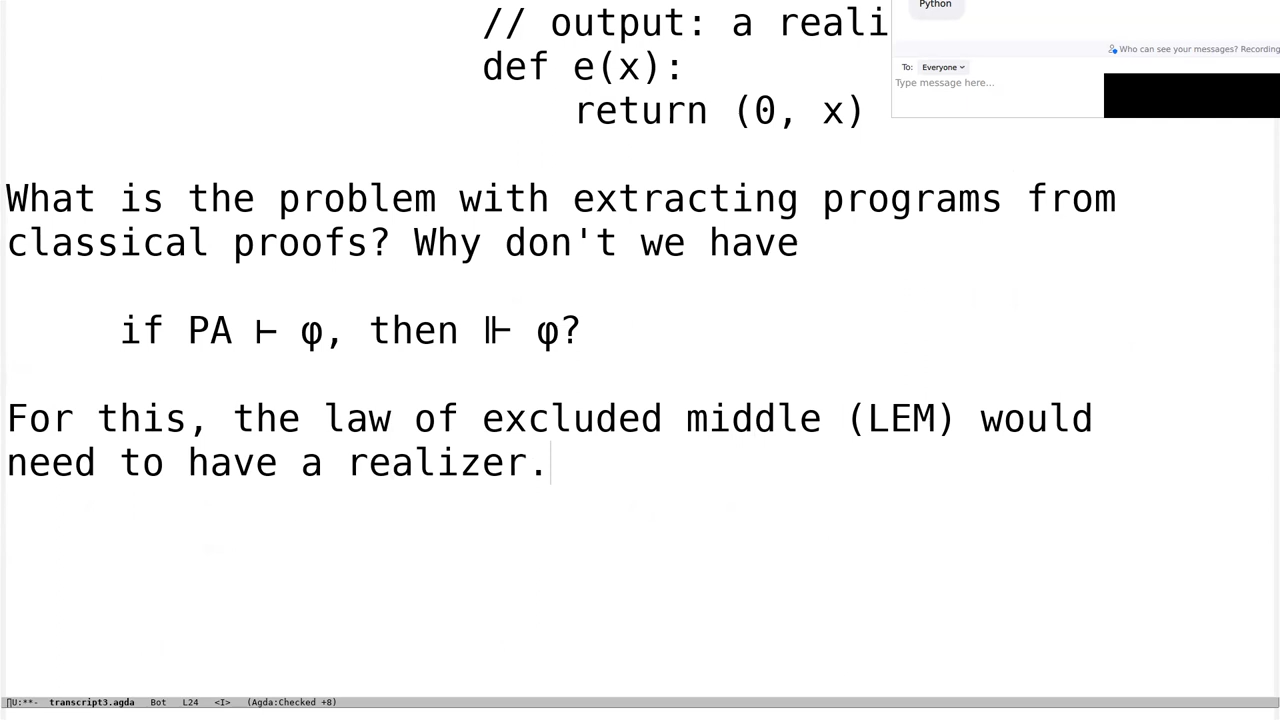 // output: a reali
def e(x):
return (0, x)
Python
Who can see your messages? Recording
To: Everyone
Type message here...
What is the problem with extracting programs from
classical proofs? Why don't we have
if PA ⊢ φ, then ⊩ φ?
For this, the law of excluded middle (LEM) would
need to have a realizer.
U:**- transcript3.agda Bot L24 <I> (Agda:Checked +8)